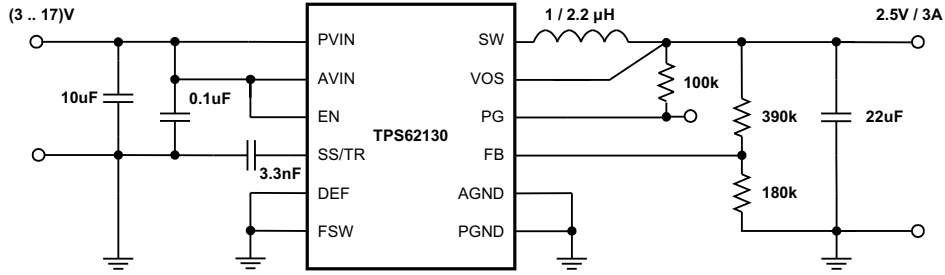 (3 .. 17)V
1 / 2.2 µH
2.5V / 3A
PVIN
SW
AVIN
VOS
100k
10uF
0.1uF
EN
PG
390k
22uF
TPS62130
SS/TR
FB
3.3nF
180k
DEF
AGND
FSW
PGND